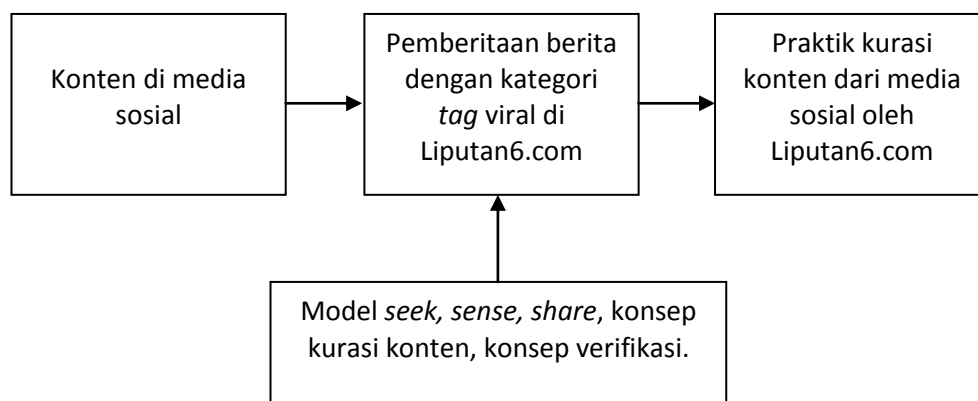 Konten di media
sosial
Pemberitaan berita
dengan kategori
tag viral di
Liputan6.com
Praktik kurasi
konten dari media
sosial oleh
Liputan6.com
Model seek, sense, share, konsep
kurasi konten, konsep verifikasi.